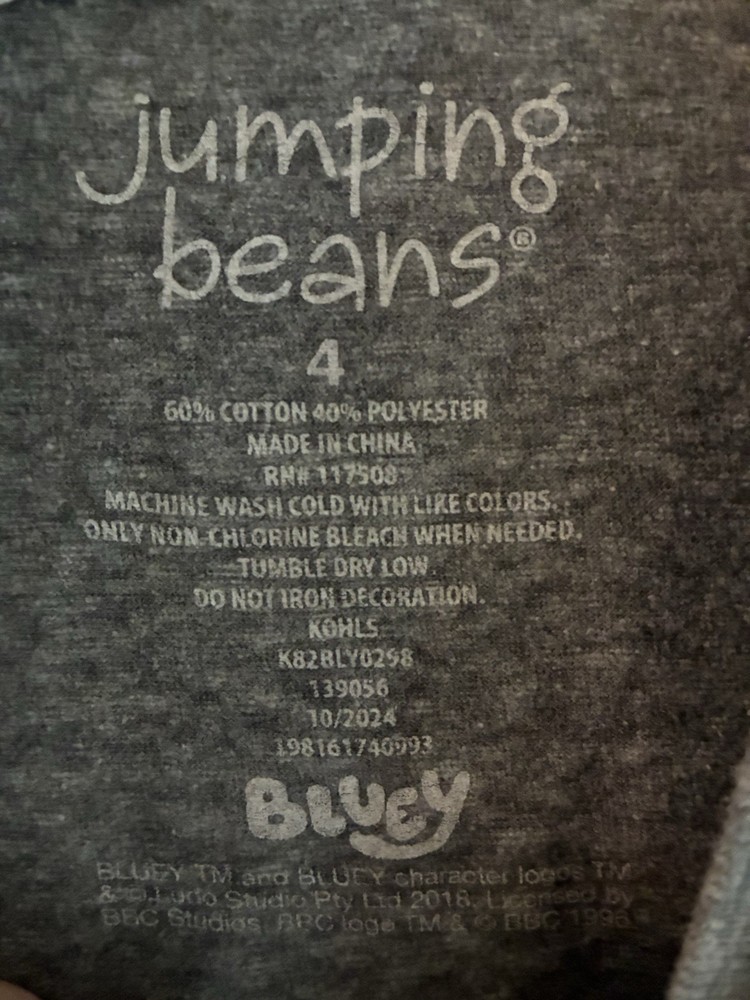 jumping
beans®
4
60% COTTON 40% POLYESTER
MADE IN CHINA
RN# 117508
MACHINE WASH COLD WITH LIKE COLORS.
ONLY NON-CHLORINE BLEACH WHEN NEEDED.
TUMBLE DRY LOW.
DO NOT IRON DECORATION.
KOHLS
K82BLY0298
139056
10/2024
198161740993
BLUEY
BLUEY TM and BLUEY character logos TM
& © Ludo Studio Pty Ltd 2018. Licensed by
BBC Studios. BBC logo TM & © BBC 1996